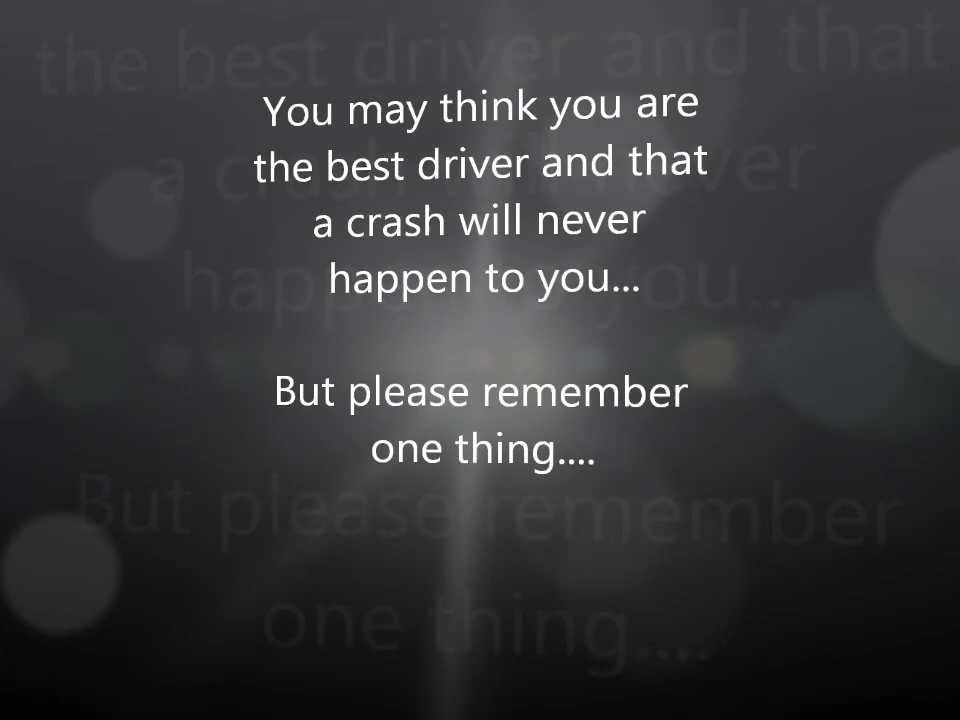 You may think you are
the best driver and that
a crash will never
happen to you...
But please remember
one thing....